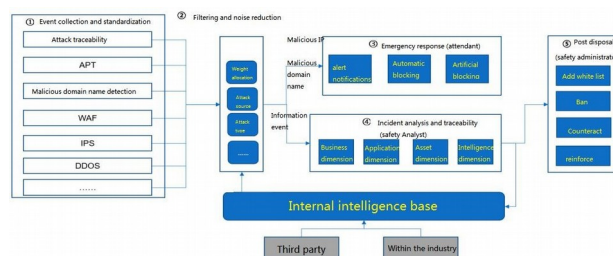 ① Event collection and standardization
Attack traceability
APT
Malicious domain name detection
WAF
IPS
DDOS
......
② Filtering and noise reduction
Weight
allocation
Attack
source
Attack
type
......
Malicious IP
Malicious
domain
name
Information
event
③ Emergency response (attendant)
alert
notifications
Automatic
blocking
Artificial
blocking
④ Incident analysis and traceability
(safety Analyst)
Business
dimension
Application
dimension
Asset
dimension
Intelligence
dimension
⑤ Post disposal
(safety administrato
Add white list
Ban
Counteract
reinforce
Internal intelligence base
Third party
Within the industry